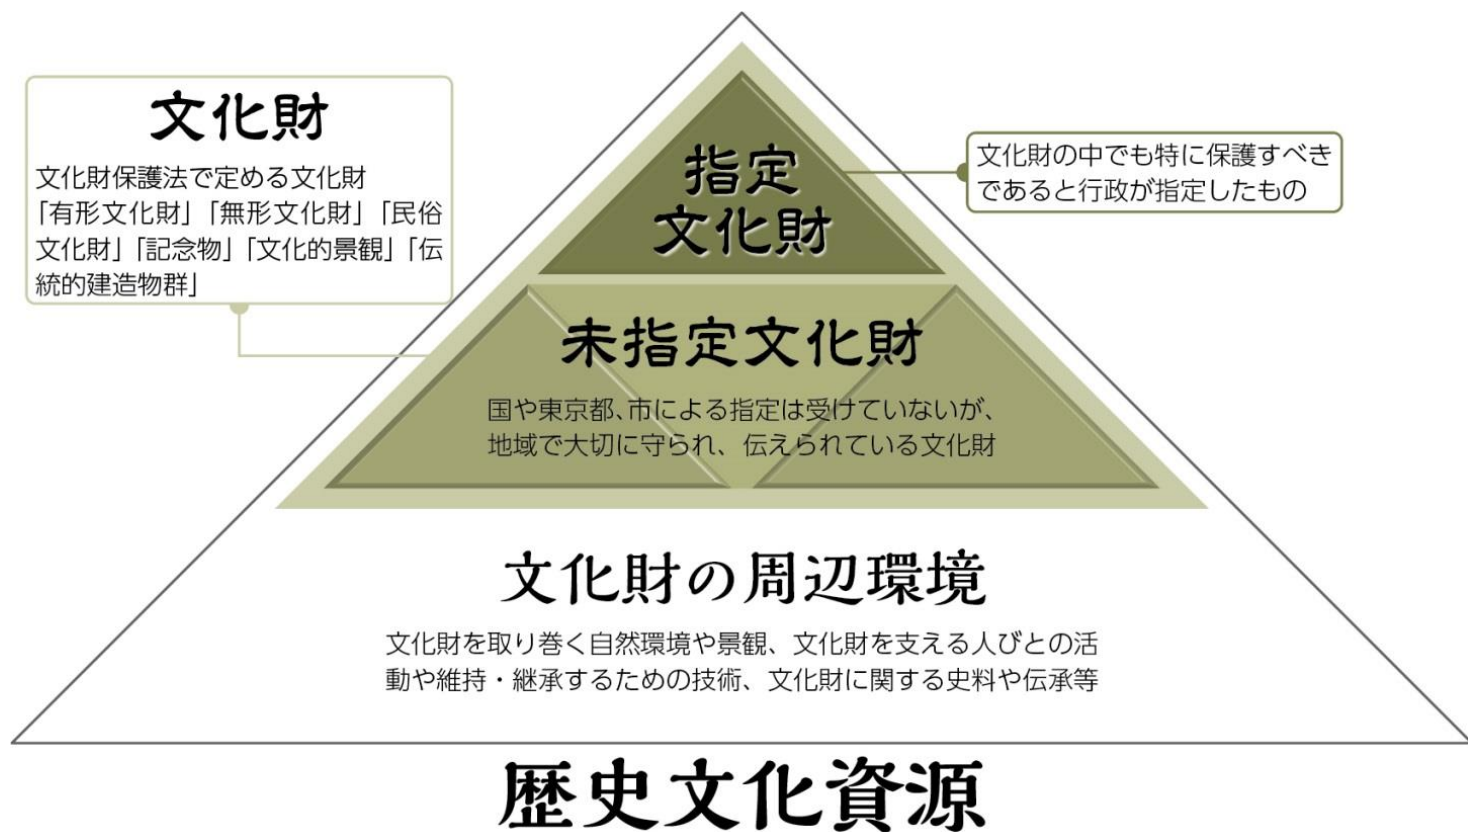 文化財
文化財保護法で定める文化財
「有形文化財」「無形文化財」「民俗
文化財」「記念物」「文化的景観」「伝
統的建造物群」
指定
文化財
文化財の中でも特に保護すべき
であると行政が指定したもの
未指定文化財
国や東京都、市による指定は受けていないが、
地域で大切に守られ、伝えられている文化財
文化財の周辺環境
文化財を取り巻く自然環境や景観、文化財を支える人びとの活
動や維持・継承するための技術、文化財に関する史料や伝承等
歴史文化資源